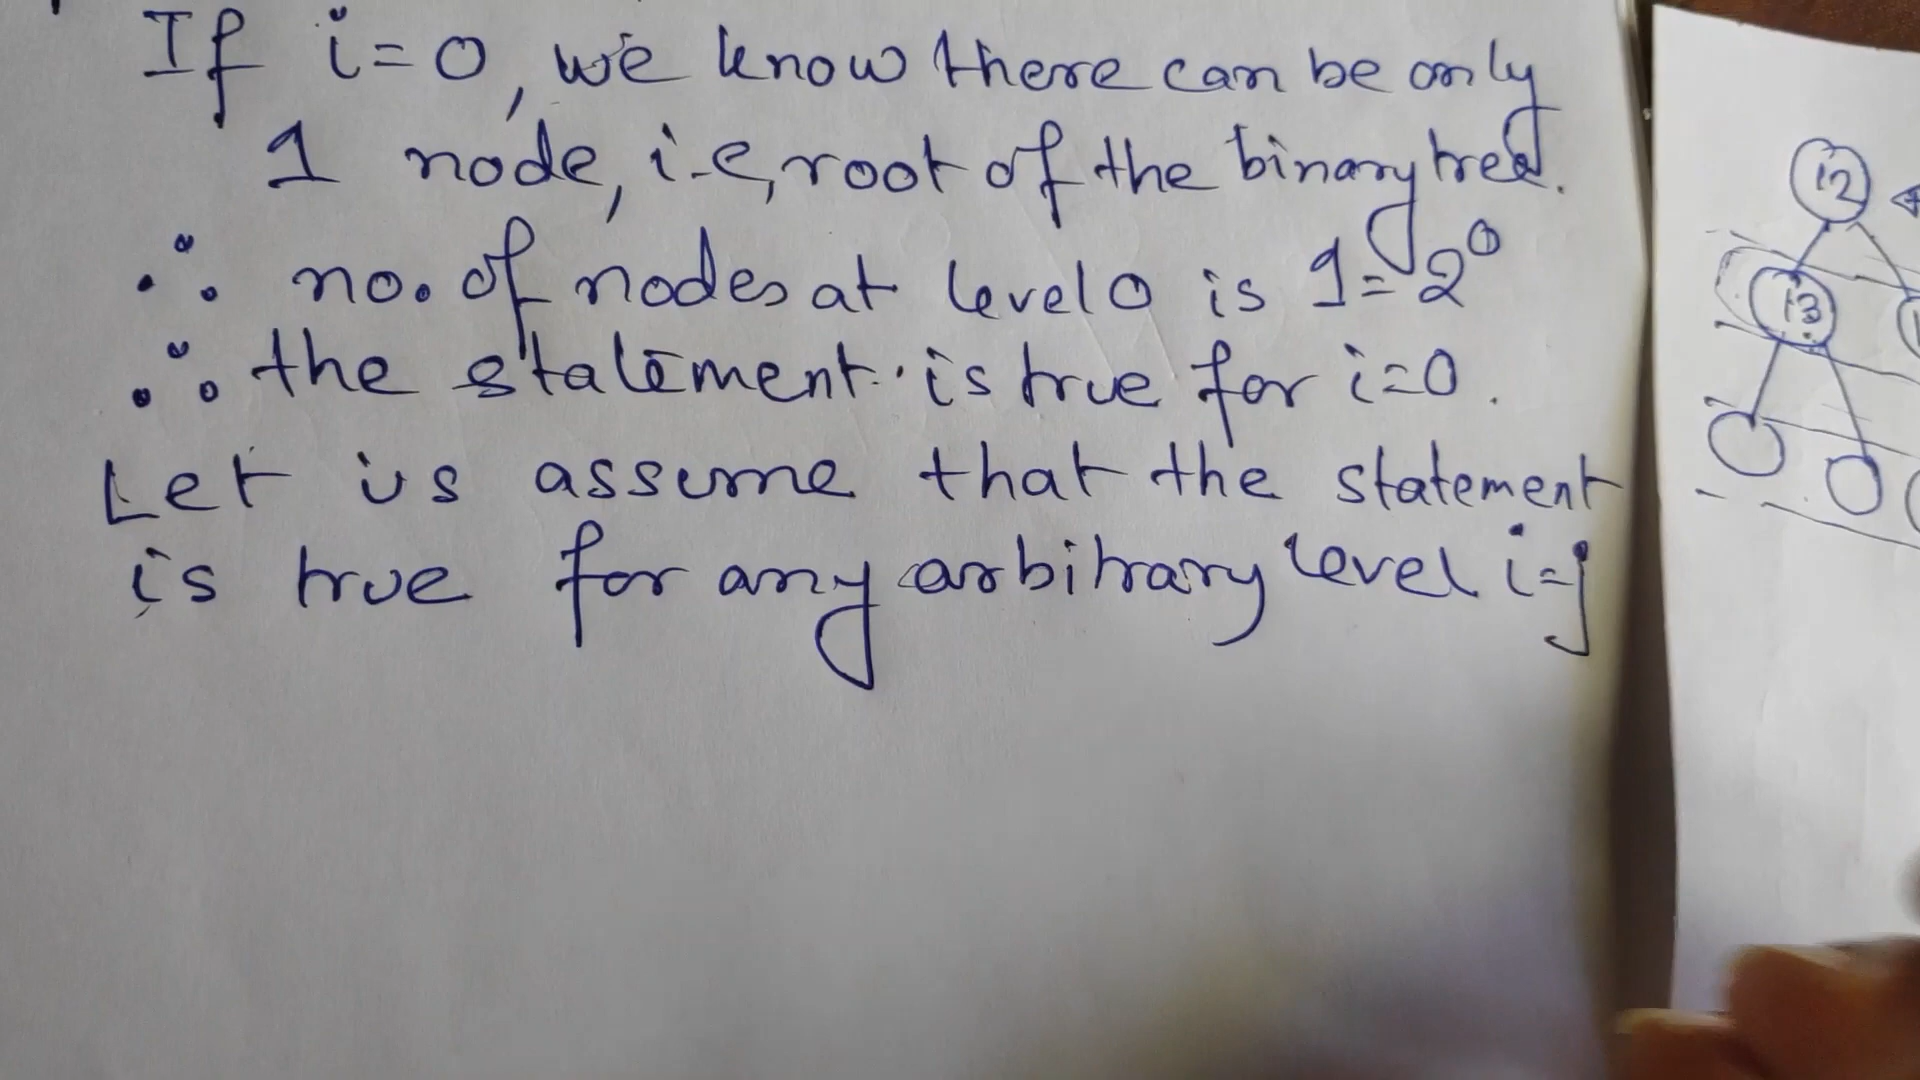 If i=0, we know there can be only
1 node, i.e, root of the binary tree.
∴ no. of nodes at level 0 is 1=2⁰
∴ the statement is true for i=0.
Let us assume that the statement
is true for any arbitrary level i=j
12
13